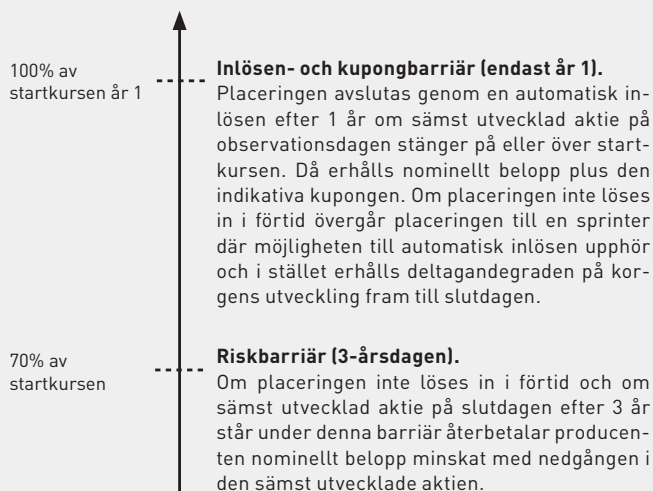 100% av
startkursen år 1
Inlösen- och kupongbarriär (endast år 1).
Placeringen avslutas genom en automatisk in-
lösen efter 1 år om sämst utvecklad aktie på
observationsdagen stänger på eller över start-
kursen. Då erhålls nominellt belopp plus den
indikativa kupongen. Om placeringen inte löses
in i förtid övergår placeringen till en sprinter
där möjligheten till automatisk inlösen upphör
och i stället erhålls deltagandegraden på kor-
gens utveckling fram till slutdagen.
70% av
startkursen
Riskbarriär (3-årsdagen).
Om placeringen inte löses in i förtid och om
sämst utvecklad aktie på slutdagen efter 3 år
står under denna barriär återbetalar producen-
ten nominellt belopp minskat med nedgången i
den sämst utvecklade aktien.